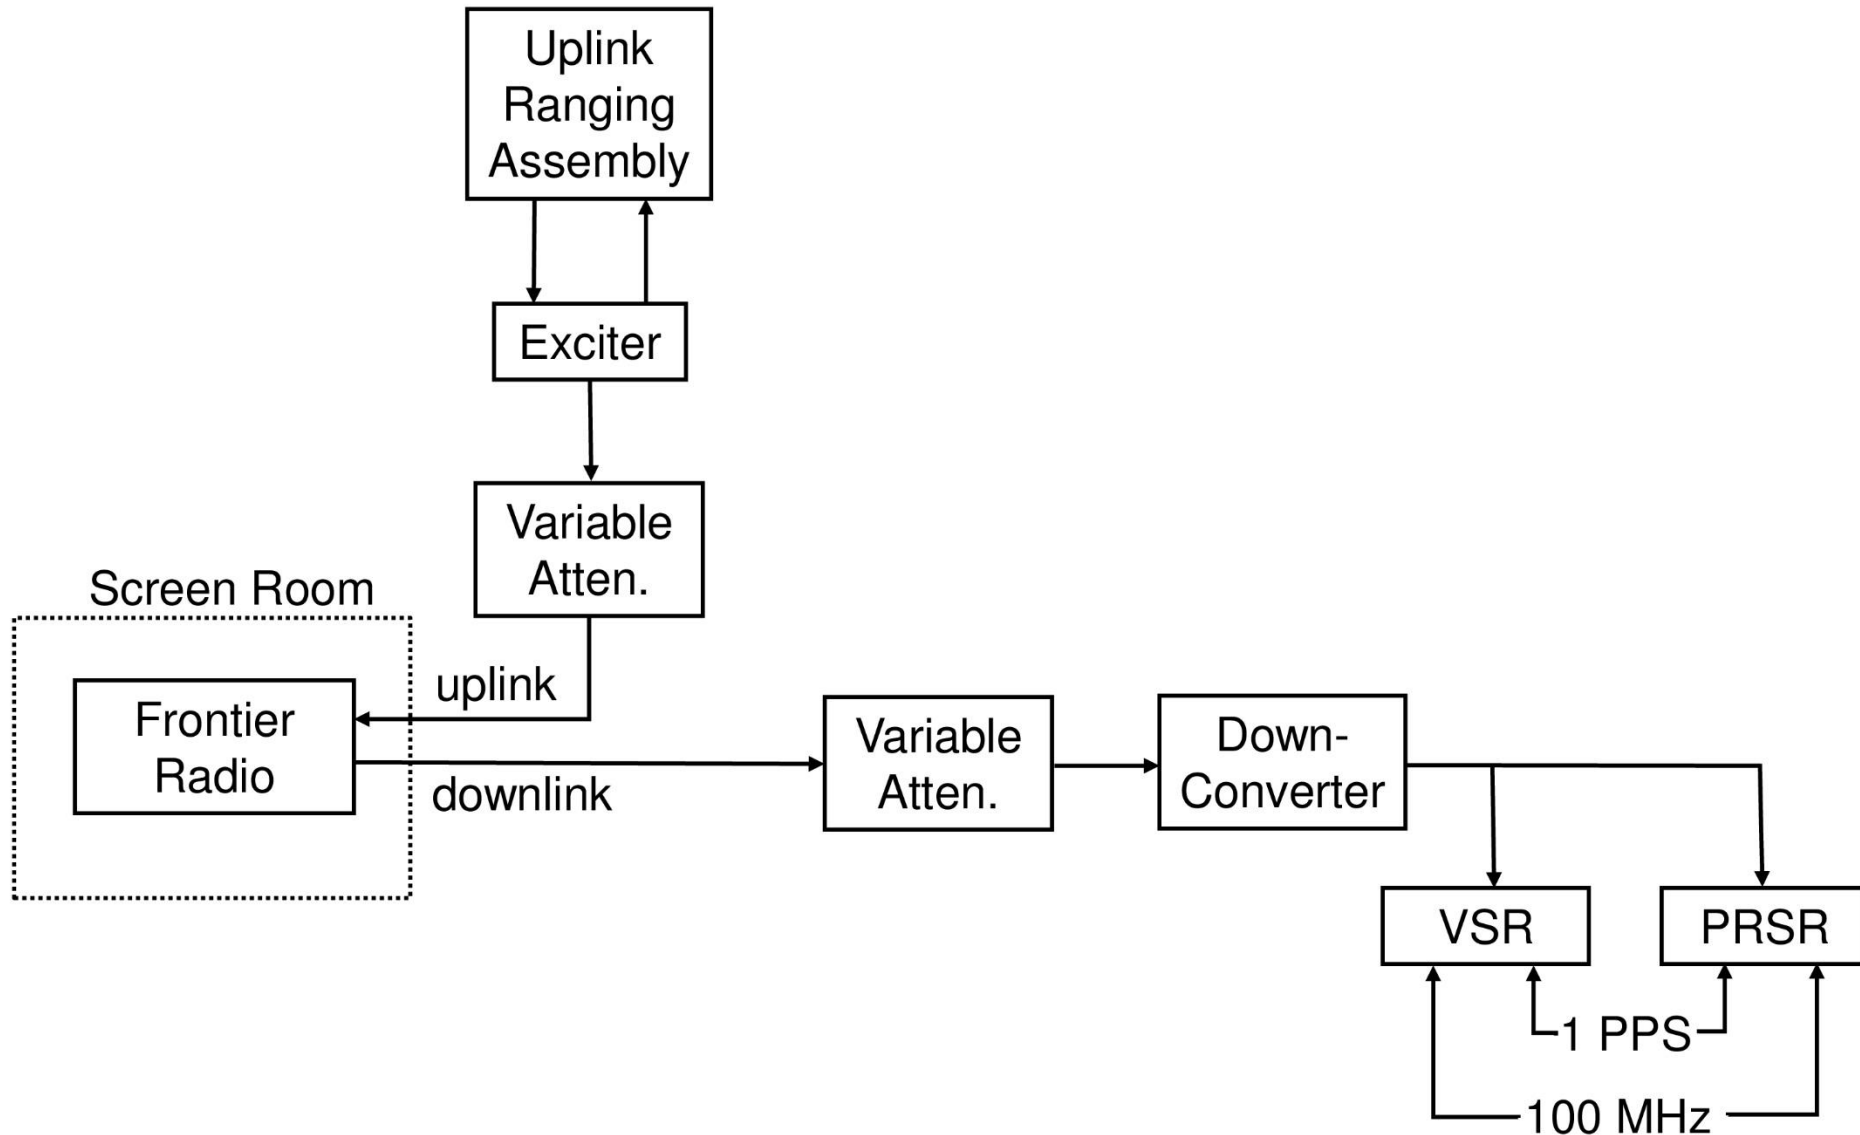 Uplink
Ranging
Assembly
Exciter
Variable
Atten.
Screen Room
uplink
Frontier
Radio
downlink
Variable
Atten.
Down-
Converter
VSR
PRSR
1 PPS
100 MHz